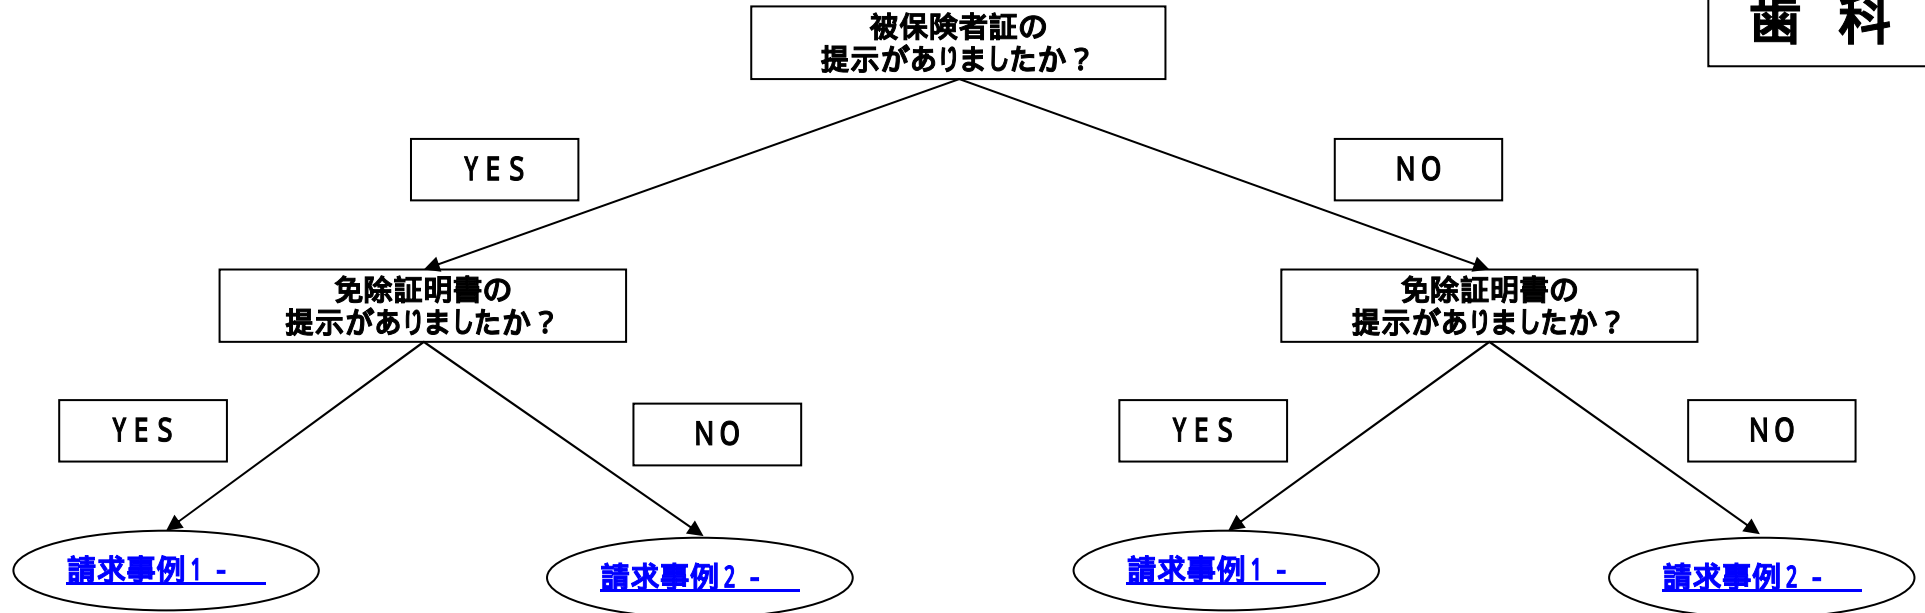 歯 科
被保険者証の
提示がありましたか？
YES
NO
免除証明書の
提示がありましたか？
免除証明書の
提示がありましたか？
YES
NO
YES
NO
請求事例1-
請求事例2-
請求事例1-
請求事例2-